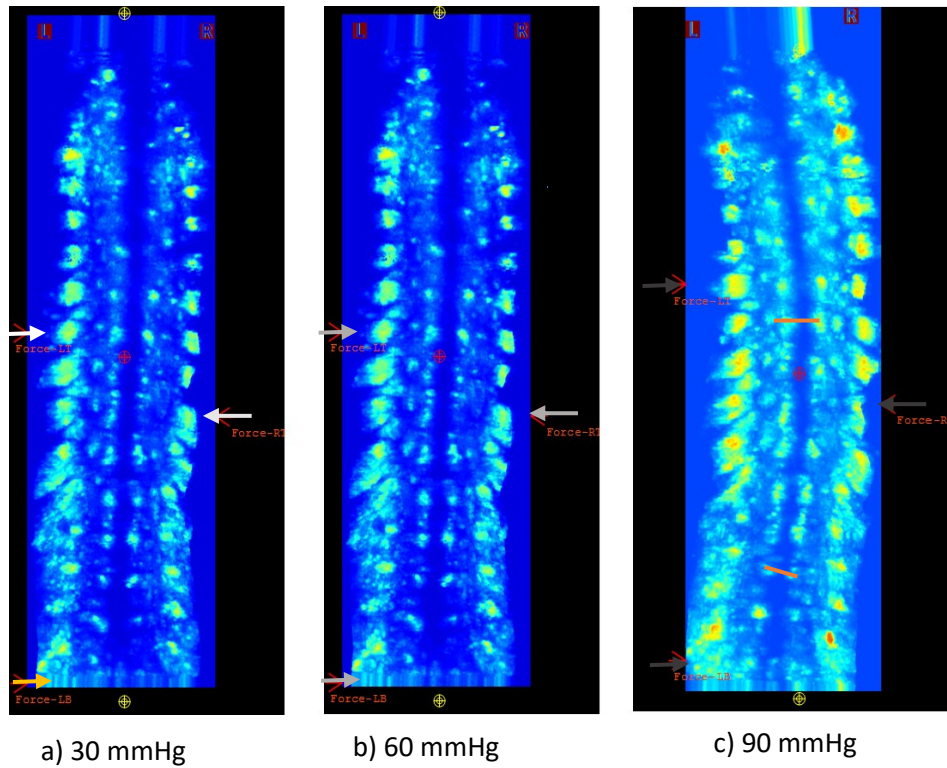 L R
L R
L R
Force-LT
Force-RT
Force-LB
Force-LT
Force-RT
Force-LB
Force-LT
Force-R
Force-LB
a) 30 mmHg
b) 60 mmHg
c) 90 mmHg